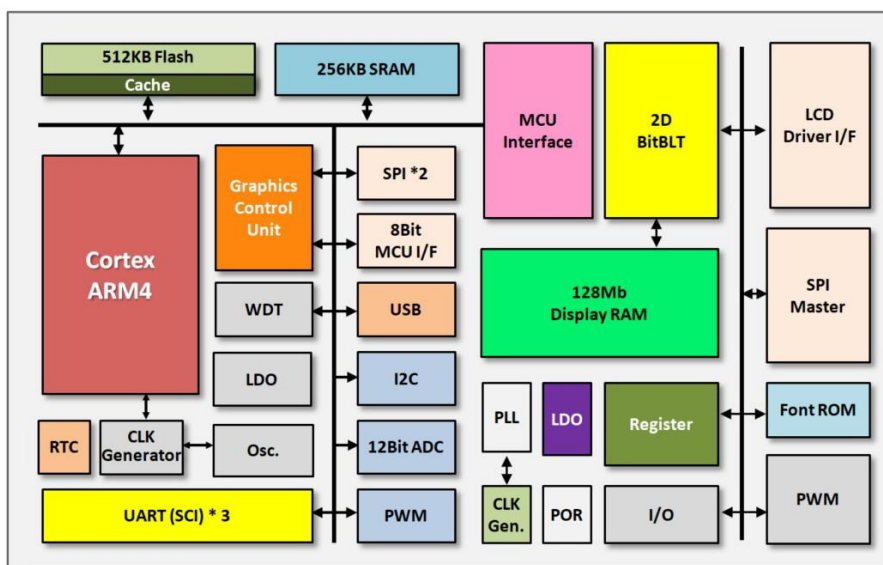 512KB Flash
Cache
256KB SRAM
MCU
Interface
2D
BitBLT
LCD
Driver I/F
Cortex
ARM4
Graphics
Control
Unit
SPI *2
8Bit
MCU I/F
WDT
USB
128Mb
Display RAM
SPI
Master
LDO
I2C
RTC
CLK
Generator
Osc.
12Bit ADC
PLL
LDO
Register
Font ROM
UART (SCI) * 3
PWM
CLK
Gen.
POR
I/O
PWM